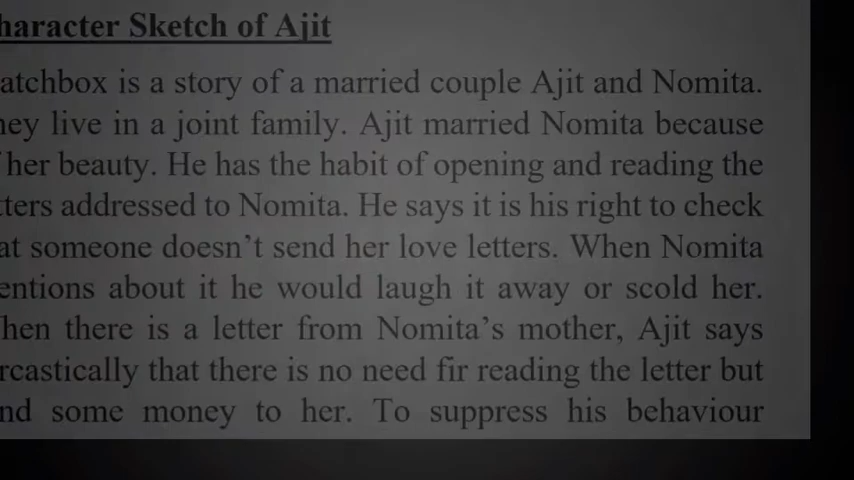 haracter Sketch of Ajit
atchbox is a story of a married couple Ajit and Nomita.
hey live in a joint family. Ajit married Nomita because
her beauty. He has the habit of opening and reading the
tters addressed to Nomita. He says it is his right to check
at someone doesn't send her love letters. When Nomita
entions about it he would laugh it away or scold her.
hen there is a letter from Nomita's mother, Ajit says
rcastically that there is no need fir reading the letter but
nd some money to her. To suppress his behaviour